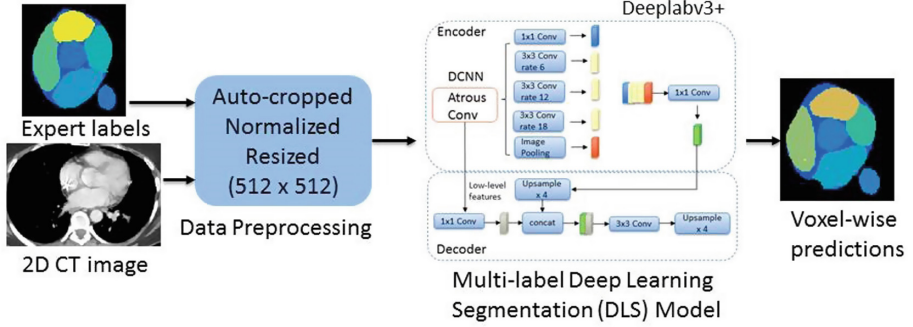 Expert labels
2D CT image
Auto-cropped
Normalized
Resized
(512 x 512)
Data Preprocessing
Deeplabv3+
Encoder
DCNN
Atrous
Conv
1x1 Conv
3x3 Conv
rate 6
3x3 Conv
rate 12
3x3 Conv
rate 18
Image Pooling
1x1 Conv
Low-level
features
Upsample
x 4
1x1 Conv
concat
3x3 Conv
Upsample
x 4
Decoder
Multi-label Deep Learning
Segmentation (DLS) Model
Voxel-wise
predictions